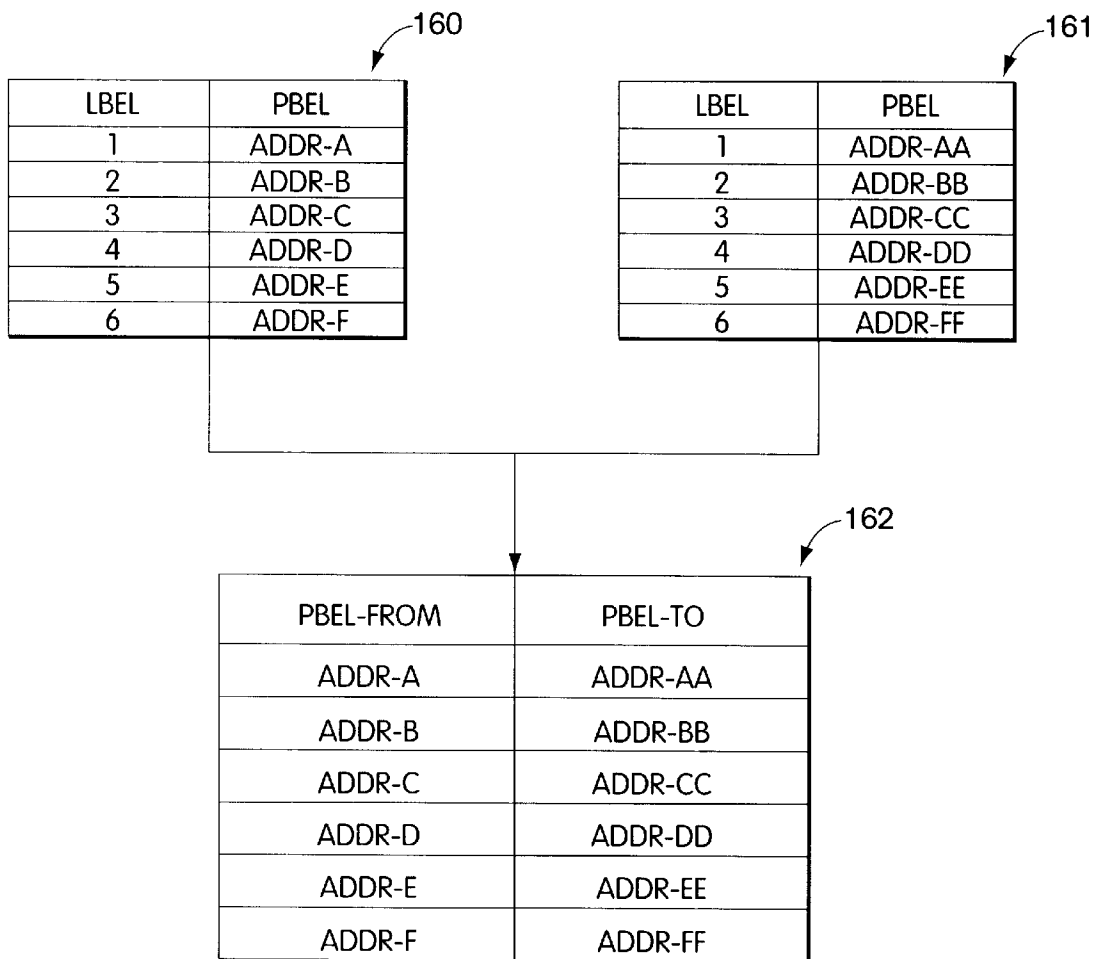 160
LBEL PBEL
1 ADDR-A
2 ADDR-B
3 ADDR-C
4 ADDR-D
5 ADDR-E
6 ADDR-F
161
LBEL PBEL
1 ADDR-AA
2 ADDR-BB
3 ADDR-CC
4 ADDR-DD
5 ADDR-EE
6 ADDR-FF
162
PBEL-FROM PBEL-TO
ADDR-A ADDR-AA
ADDR-B ADDR-BB
ADDR-C ADDR-CC
ADDR-D ADDR-DD
ADDR-E ADDR-EE
ADDR-F ADDR-FF